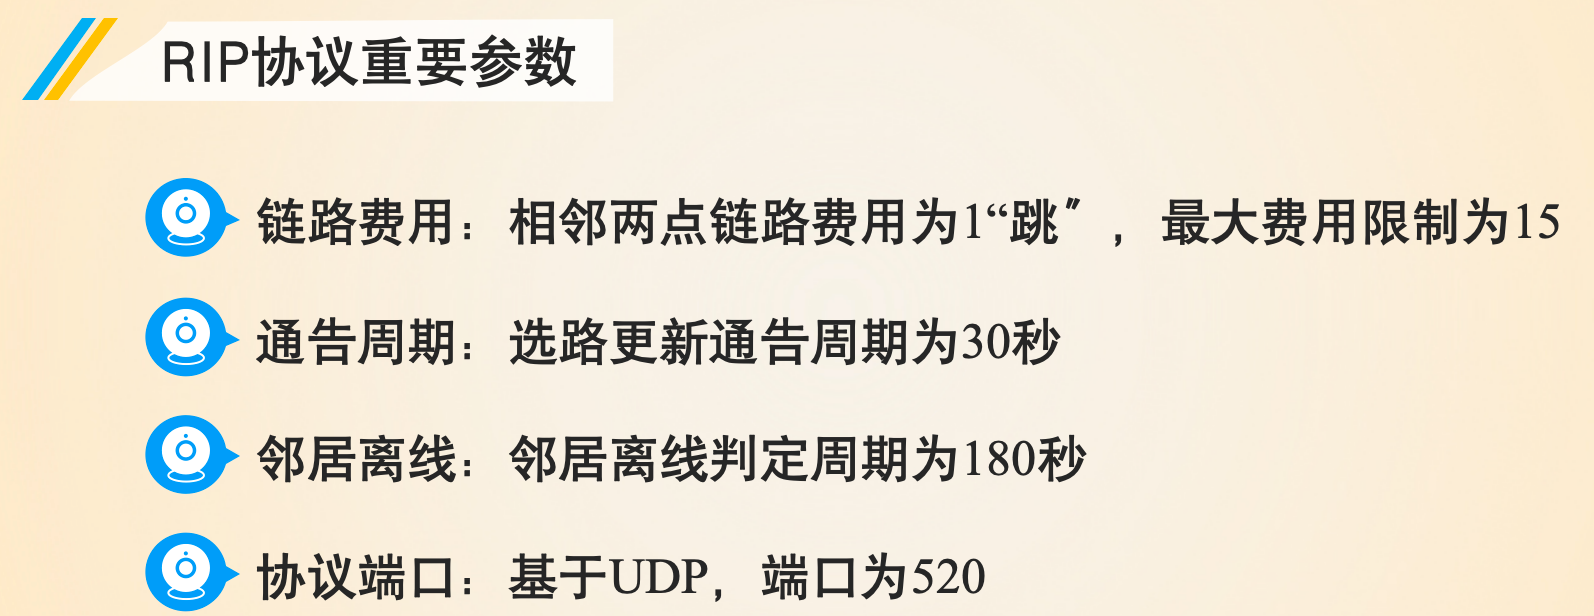 RIP协议重要参数
链路费用：相邻两点链路费用为1“跳”，最大费用限制为15
通告周期：选路更新通告周期为30秒
邻居离线：邻居离线判定周期为180秒
协议端口：基于UDP，端口为520